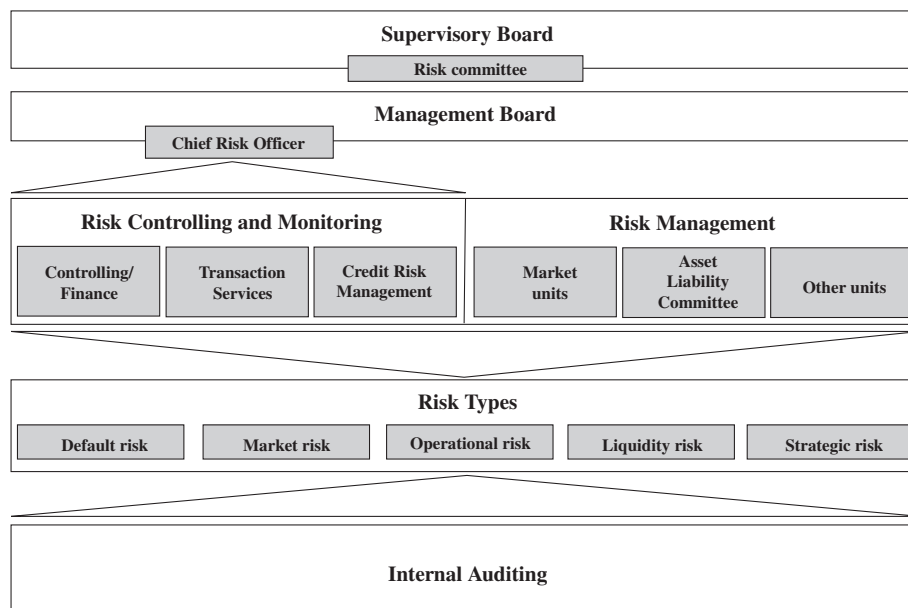 Supervisory Board
Risk committee
Management Board
Chief Risk Officer
Risk Controlling and Monitoring
Controlling/
Finance
Transaction
Services
Credit Risk
Management
Risk Management
Market
units
Asset
Liability
Committee
Other units
Risk Types
Default risk
Market risk
Operational risk
Liquidity risk
Strategic risk
Internal Auditing